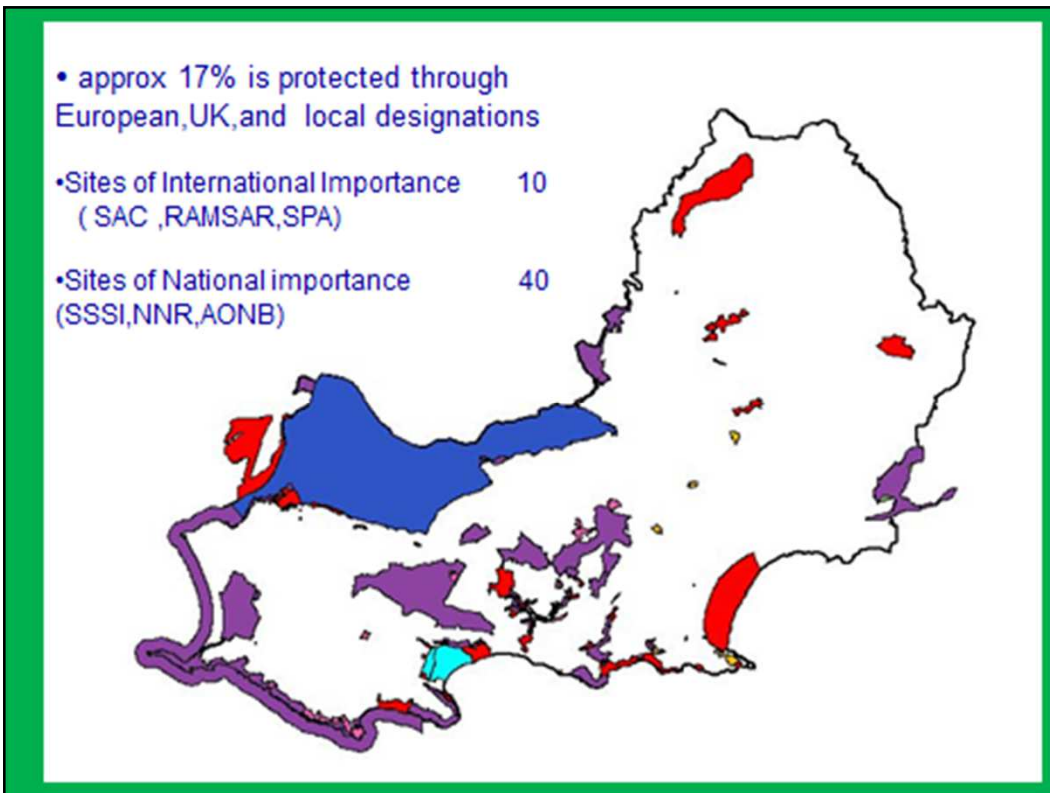 • approx 17% is protected through
European,UK,and local designations
•Sites of International Importance 10
( SAC ,RAMSAR,SPA)
•Sites of National importance 40
(SSSI,NNR,AONB)